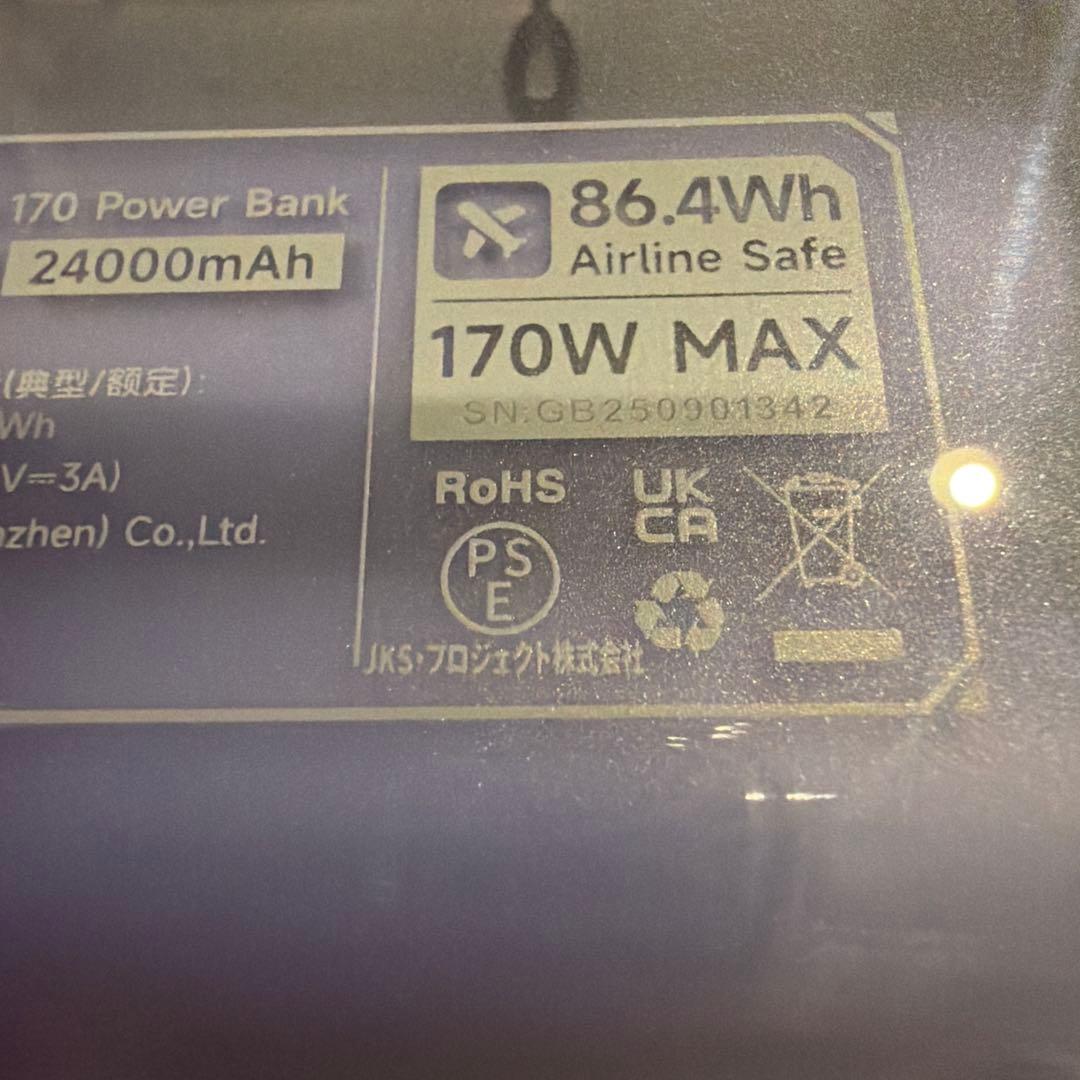 170 Power Bank
24000mAh
(典型/额定):
Wh
V⎓3A)
zhen) Co.,Ltd.
86.4Wh
Airline Safe
170W MAX
SN:GB250901342
RoHS
UK
CA
PS
E
JKS・プロジェクト株式会社